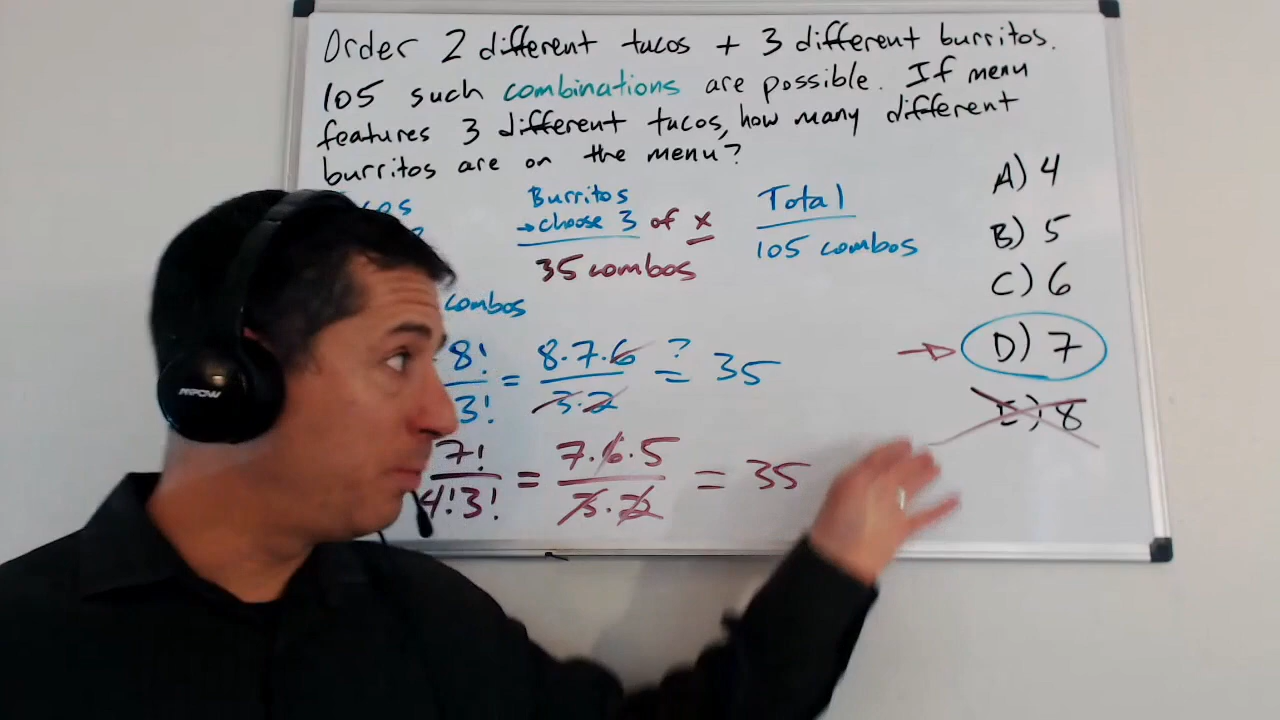 Order 2 different tacos + 3 different burritos.
105 such combinations are possible. If menu
features 3 different tacos, how many different
burritos are on the menu?
A) 4
B) 5
C) 6
D) 7
E) 8
Burritos
→choose 3 of x
35 combos
Total
105 combos
combos
8!
3! = 8·7·6 / 3·2 ?= 35
7! / 4!3! = 7·6·5 / 3·2 = 35
MPOW